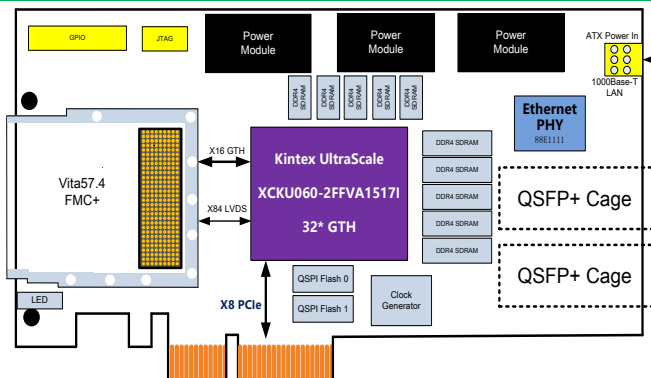 GPIO
JTAG
Power
Module
Power
Module
Power
Module
ATX Power In
1000Base-T
LAN
DDR4
SDRAM
DDR4
SDRAM
DDR4
SDRAM
DDR4
SDRAM
DDR4
SDRAM
Ethernet
PHY
88E1111
Vita57.4
FMC+
X16 GTH
X84 LVDS
Kintex UltraScale
XCKU060-2FFVA1517I
32* GTH
DDR4 SDRAM
DDR4 SDRAM
DDR4 SDRAM
DDR4 SDRAM
DDR4 SDRAM
QSFP+ Cage
QSFP+ Cage
LED
X8 PCIe
QSPI Flash 0
QSPI Flash 1
Clock
Generator